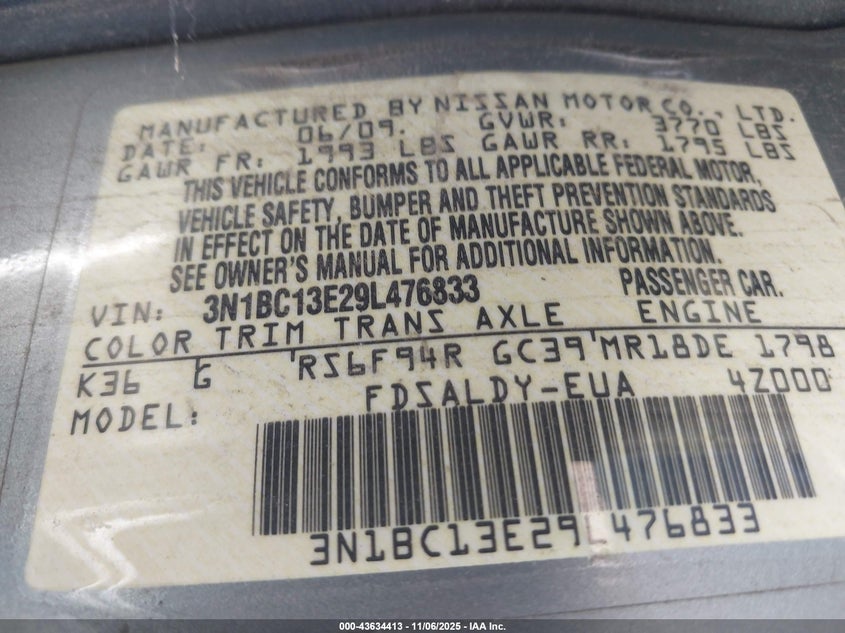 MANUFACTURED BY NISSAN MOTOR CO., LTD.
DATE: 06/09. GVWR: 3770 LBS
GAWR FR: 1993 LBS GAWR RR: 1795 LBS
THIS VEHICLE CONFORMS TO ALL APPLICABLE FEDERAL MOTOR,
VEHICLE SAFETY, BUMPER AND THEFT PREVENTION STANDARDS
IN EFFECT ON THE DATE OF MANUFACTURE SHOWN ABOVE.
SEE OWNER'S MANUAL FOR ADDITIONAL INFORMATION.
VIN: 3N1BC13E29L476833 PASSENGER CAR.
COLOR TRIM TRANS AXLE ENGINE
K36 G RS6F94R GC39 MR18DE 1798
MODEL: FDSALDY-EUA 4Z000
3N1BC13E29L476833
000-43634413 - 11/06/2025 - IAA Inc.